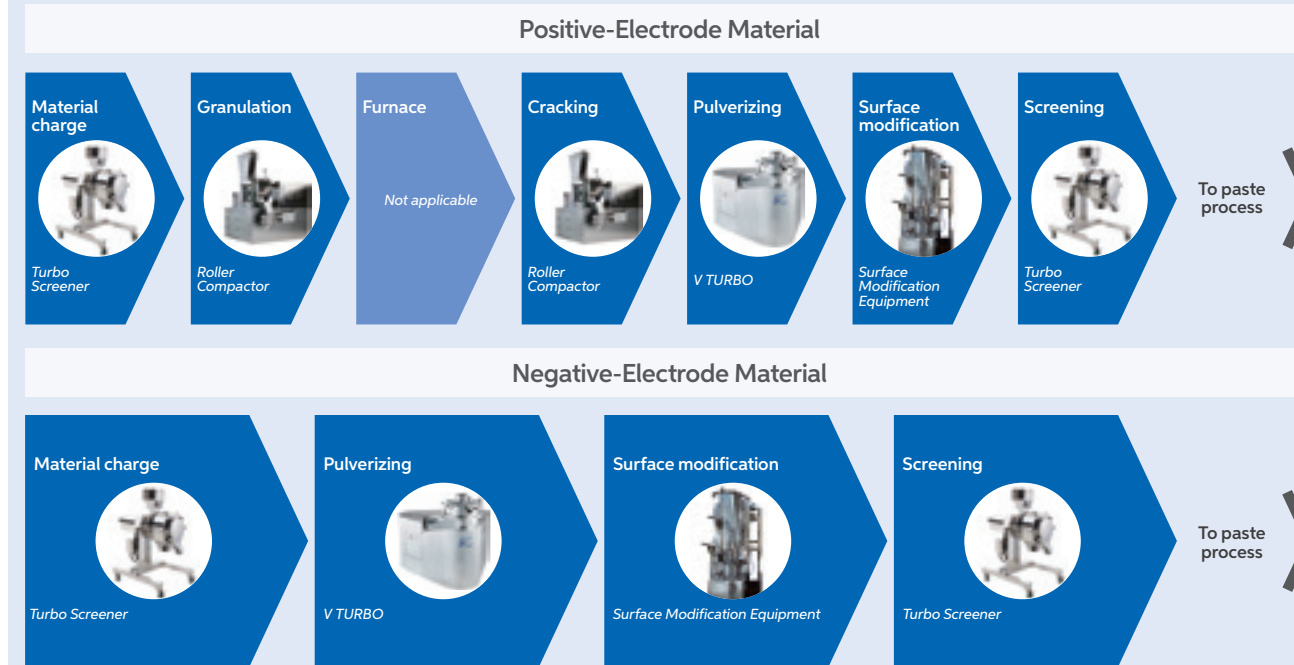 Positive-Electrode Material
Material
charge
Turbo
Screener
Granulation
Roller
Compactor
Furnace
Not applicable
Cracking
Roller
Compactor
Pulverizing
V TURBO
Surface
modification
Surface
Modification
Equipment
Screening
Turbo
Screener
To paste
process
Negative-Electrode Material
Material charge
Turbo Screener
Pulverizing
V TURBO
Surface modification
Surface Modification Equipment
Screening
Turbo Screener
To paste
process